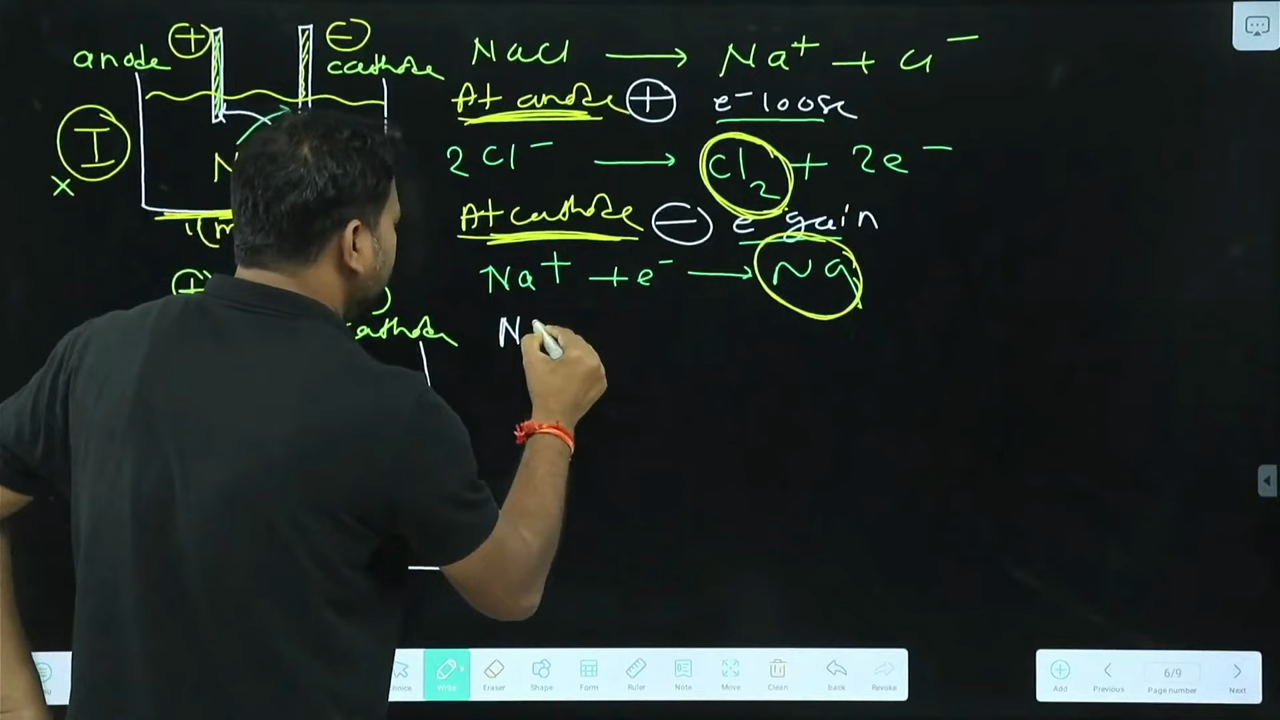 anode + − cathode
NaCl ⟶ Na⁺ + Cl⁻
At anode + e⁻ loose
I
x
N
2Cl⁻ ⟶ Cl₂ + 2e⁻
At cathode − e⁻ gain
Na⁺ + e⁻ ⟶ Na
+
cathode
N
Write
Eraser
Shape
Form
Ruler
Note
Move
Clean
back
Revoke
Add
Previous
6/9
Page number
Next